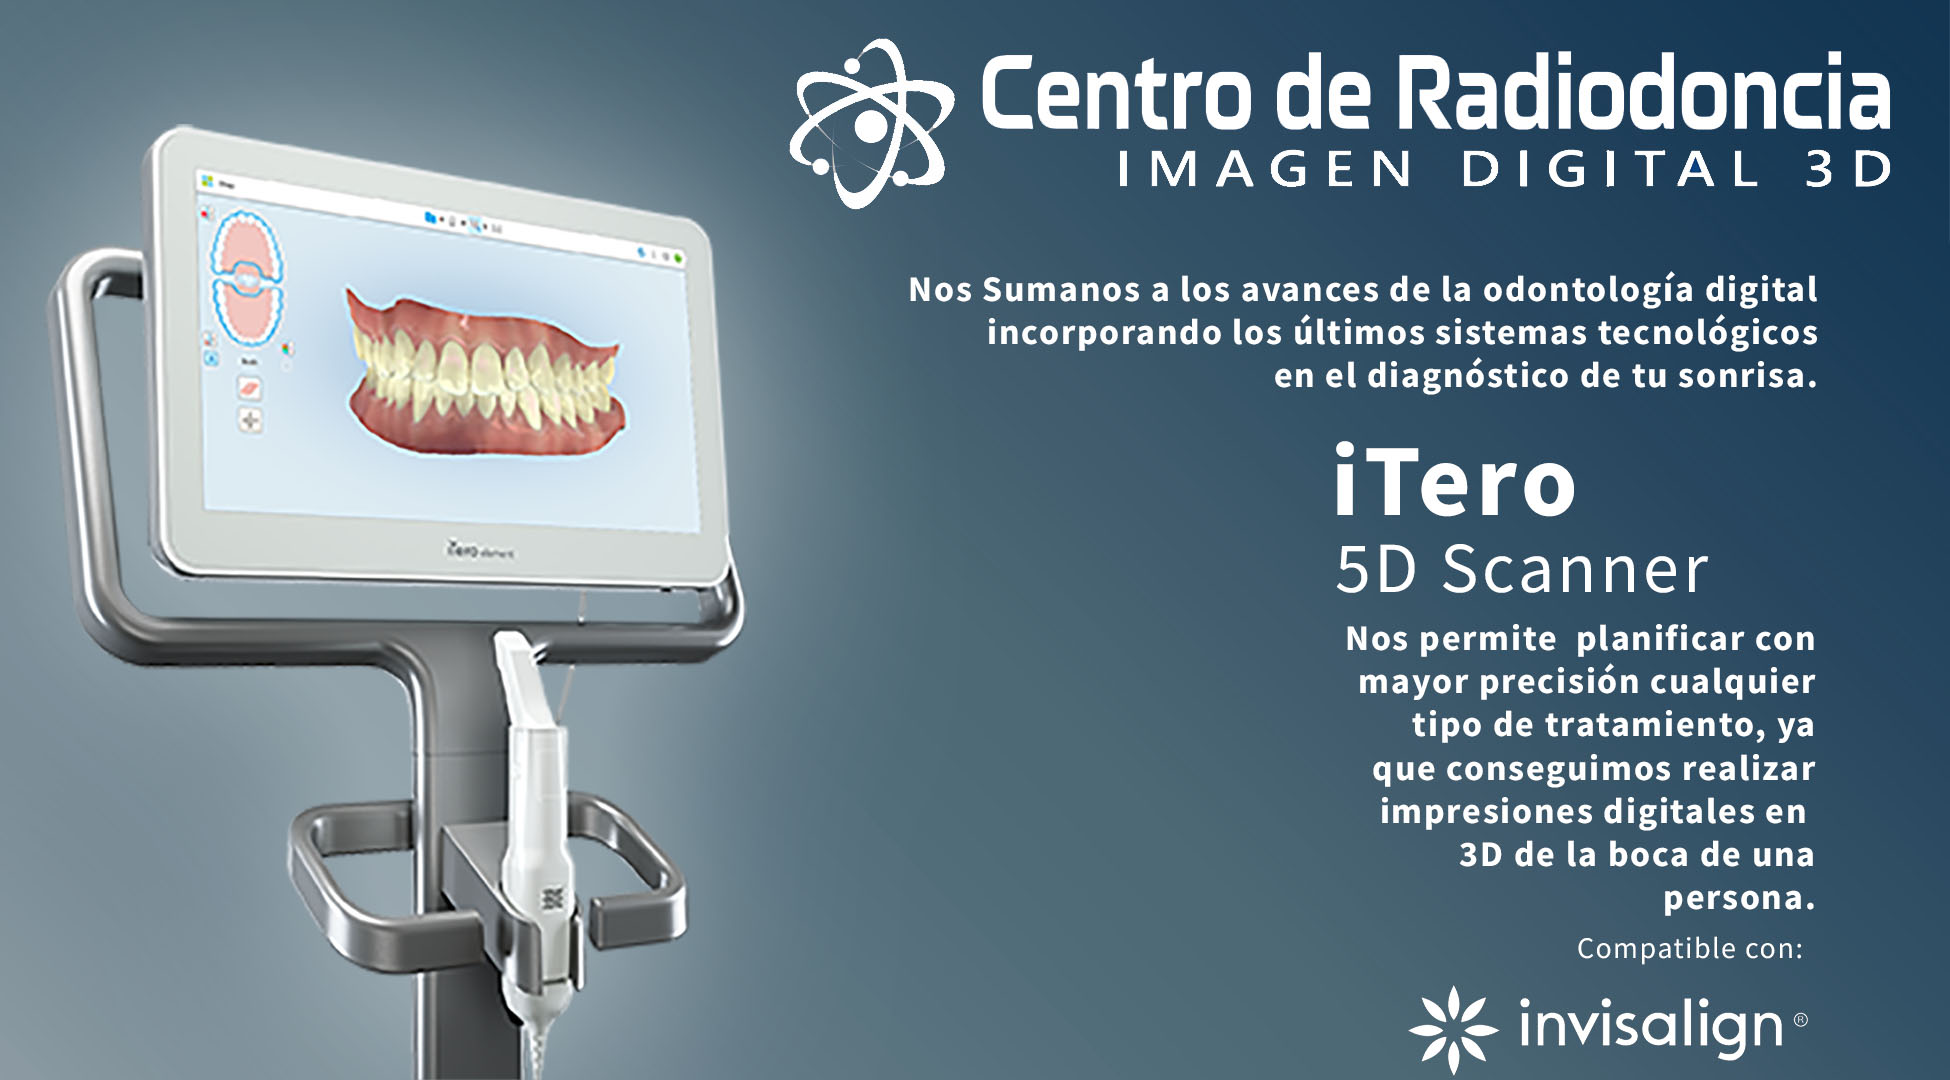 Centro de Radiodoncia
IMAGEN DIGITAL 3D
Nos Sumanos a los avances de la odontología digital
incorporando los últimos sistemas tecnológicos
en el diagnóstico de tu sonrisa.
iTero
5D Scanner
Nos permite planificar con
mayor precisión cualquier
tipo de tratamiento, ya
que conseguimos realizar
impresiones digitales en
3D de la boca de una
persona.
Compatible con:
invisalign ®
iTero element